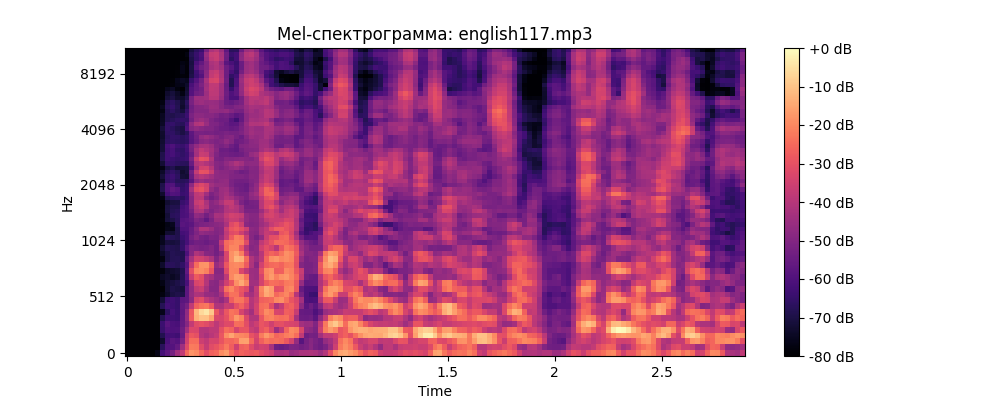 Mel-спектрограмма: english117.mp3
Hz
8192
4096
2048
1024
512
0
0
0.5
1
1.5
2
2.5
Time
+0 dB
-10 dB
-20 dB
-30 dB
-40 dB
-50 dB
-60 dB
-70 dB
-80 dB